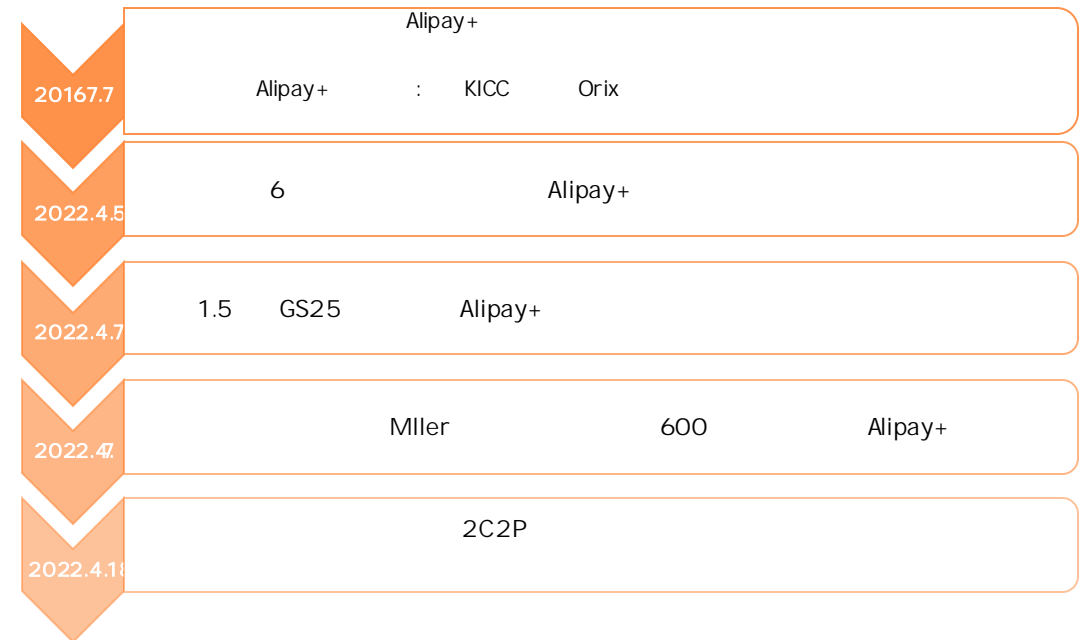 Alipay+
20167.7
Alipay+ : KICC Orix
2022.4.5
6 Alipay+
2022.4.7
1.5 GS25 Alipay+
2022.4.7.
Mller 600 Alipay+
2022.4.18
2C2P